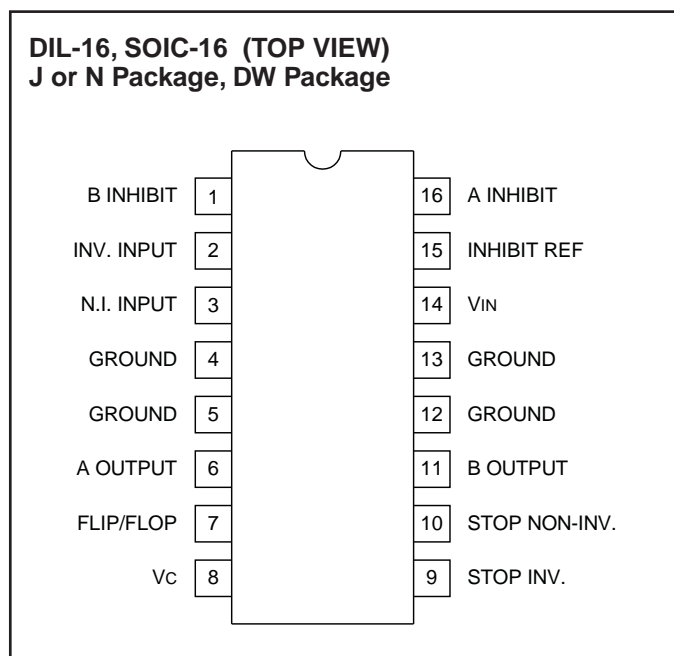 DIL-16, SOIC-16 (TOP VIEW)
J or N Package, DW Package
B INHIBIT 1 16 A INHIBIT
INV. INPUT 2 15 INHIBIT REF
N.I. INPUT 3 14 VIN
GROUND 4 13 GROUND
GROUND 5 12 GROUND
A OUTPUT 6 11 B OUTPUT
FLIP/FLOP 7 10 STOP NON-INV.
VC 8 9 STOP INV.